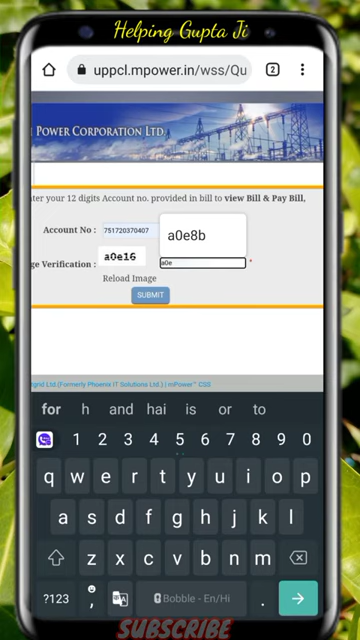 Helping Gupta Ji
uppcl.mpower.in/wss/Qu
2
POWER CORPORATION LTD
ter your 12 digits Account no. provided in bill to view Bill & Pay Bill,
Account No : 751720370407
a0e8b
ge Verification : a0e16 a0e *
Reload Image
SUBMIT
ngrid Ltd.(Formerly Phoenix IT Solutions Ltd.) | mPower™ CSS
for h and hai is or to
1 2 3 4 5 6 7 8 9 0
q w e r t y u i o p
a s d f g h j k l
z x c v b n m
?123 , Bobble - En/Hi .
SUBSCRIBE